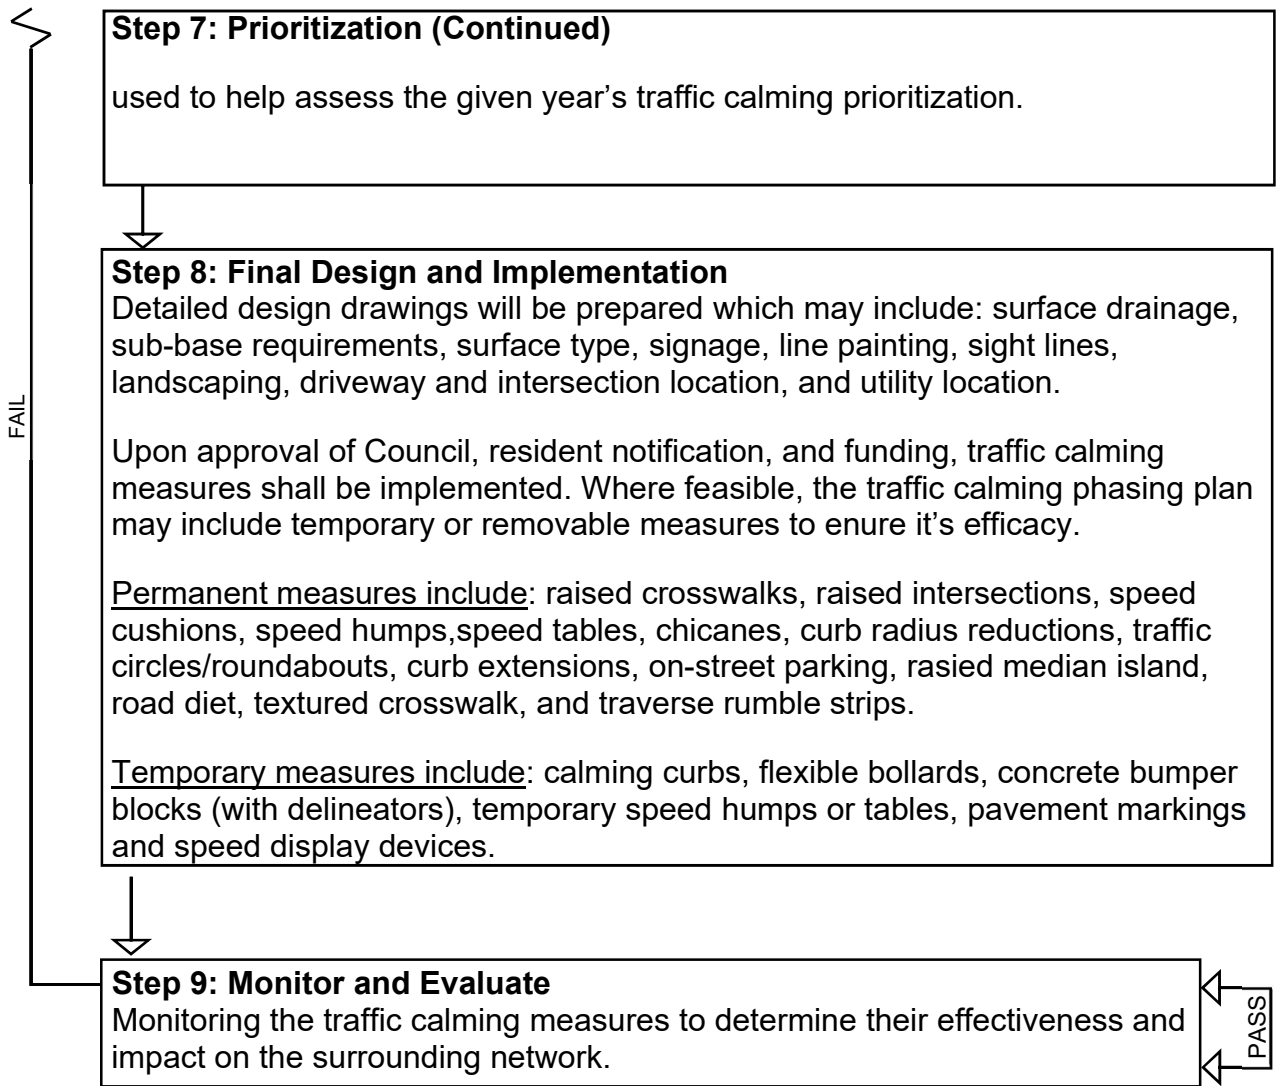 Step 7: Prioritization (Continued)
used to help assess the given year’s traffic calming prioritization.
Step 8: Final Design and Implementation
Detailed design drawings will be prepared which may include: surface drainage,
sub-base requirements, surface type, signage, line painting, sight lines,
landscaping, driveway and intersection location, and utility location.
Upon approval of Council, resident notification, and funding, traffic calming
measures shall be implemented. Where feasible, the traffic calming phasing plan
may include temporary or removable measures to enure it’s efficacy.
Permanent measures include: raised crosswalks, raised intersections, speed
cushions, speed humps,speed tables, chicanes, curb radius reductions, traffic
circles/roundabouts, curb extensions, on-street parking, rasied median island,
road diet, textured crosswalk, and traverse rumble strips.
Temporary measures include: calming curbs, flexible bollards, concrete bumper
blocks (with delineators), temporary speed humps or tables, pavement markings
and speed display devices.
FAIL
Step 9: Monitor and Evaluate
Monitoring the traffic calming measures to determine their effectiveness and
impact on the surrounding network.
PASS